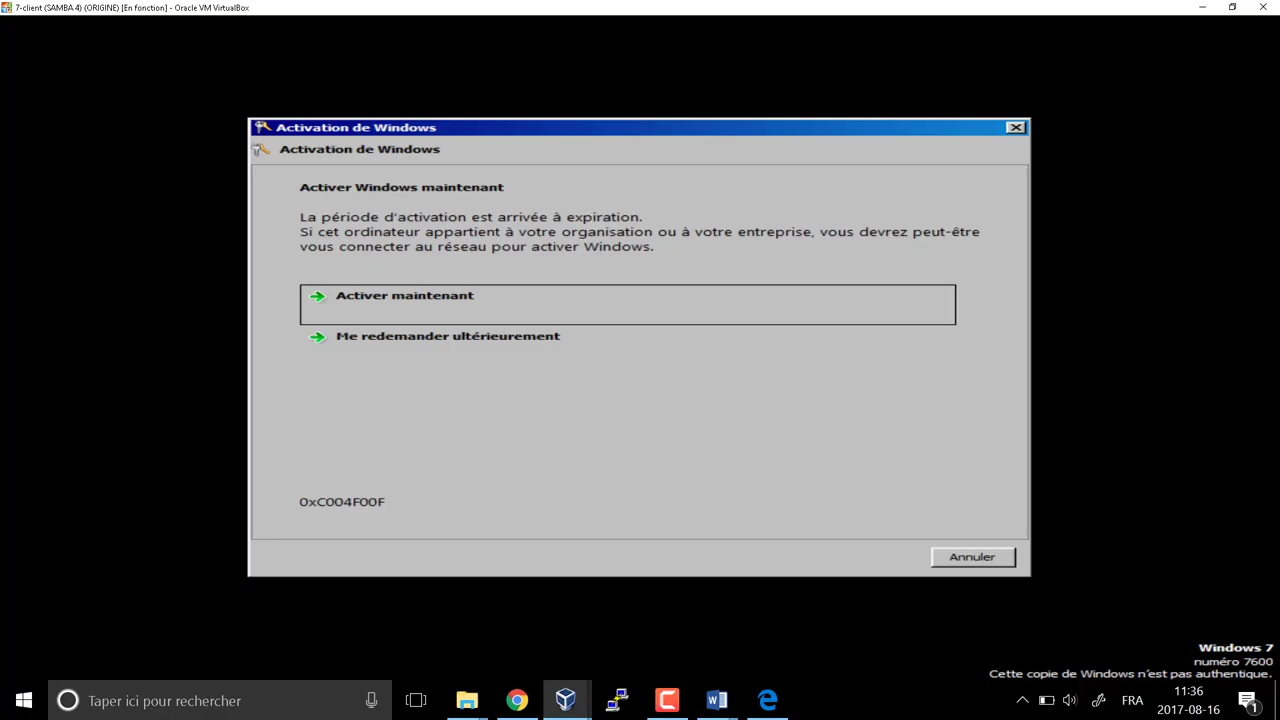 7-client (SAMBA 4) (ORIGINE) [En fonction] - Oracle VM VirtualBox
Activation de Windows
Activation de Windows
Activer Windows maintenant
La période d'activation est arrivée à expiration.
Si cet ordinateur appartient à votre organisation ou à votre entreprise, vous devrez peut-être
vous connecter au réseau pour activer Windows.
Activer maintenant
Me redemander ultérieurement
0xC004F00F
Annuler
Windows 7
numéro 7600
Cette copie de Windows n'est pas authentique.
Taper ici pour rechercher
FRA
11:36
2017-08-16
1